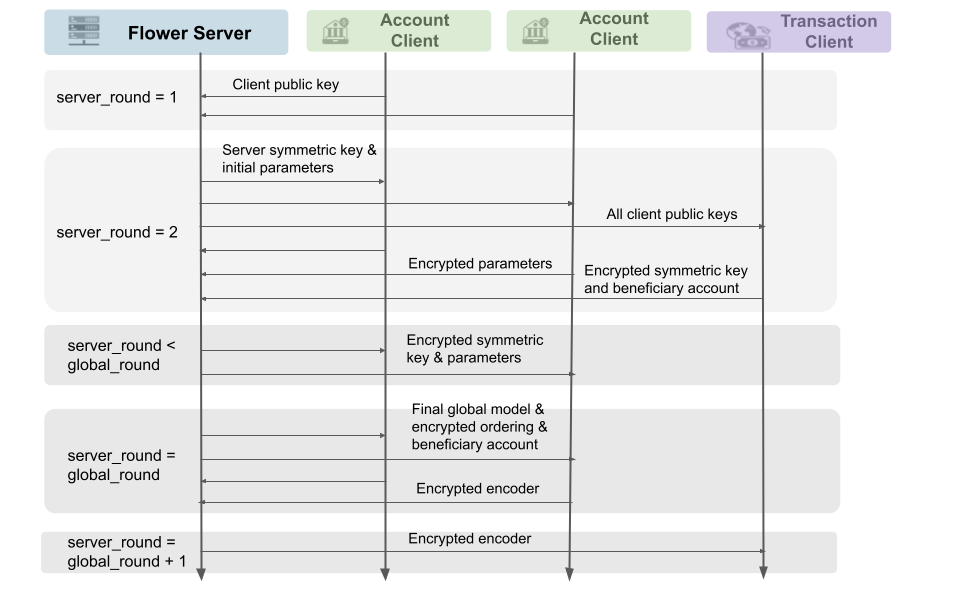 Flower Server
Account
Client
Account
Client
Transaction
Client
server_round = 1
Client public key
server_round = 2
Server symmetric key &
initial parameters
All client public keys
Encrypted parameters
Encrypted symmetric key
and beneficiary account
server_round <
global_round
Encrypted symmetric
key & parameters
server_round =
global_round
Final global model &
encrypted ordering &
beneficiary account
Encrypted encoder
server_round =
global_round + 1
Encrypted encoder